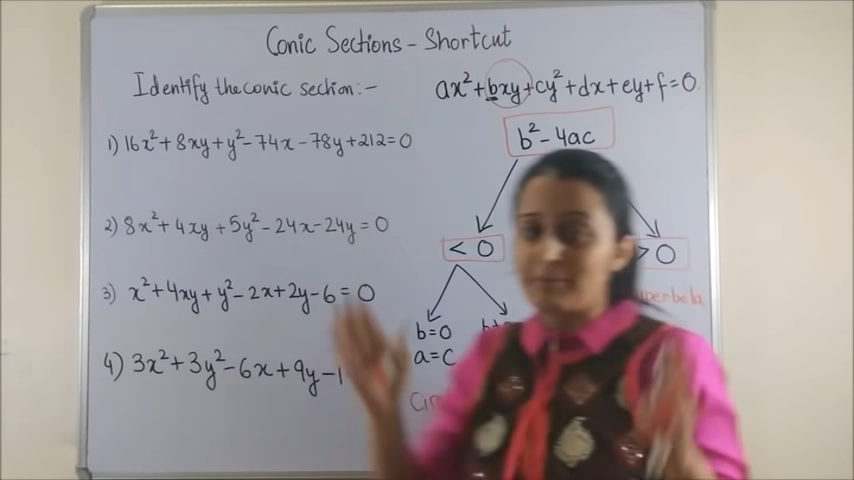 Conic Sections - Shortcut
Identify the conic section:-
ax²+bxy+cy²+dx+ey+f=0
1) 16x²+8xy+y²-74x-78y+212=0
b²-4ac
2) 8x²+4xy+5y²-24x-24y=0
<0
>0
3) x²+4xy+y²-2x+2y-6=0
b=0
a=c
4) 3x²+3y²-6x+9y-1